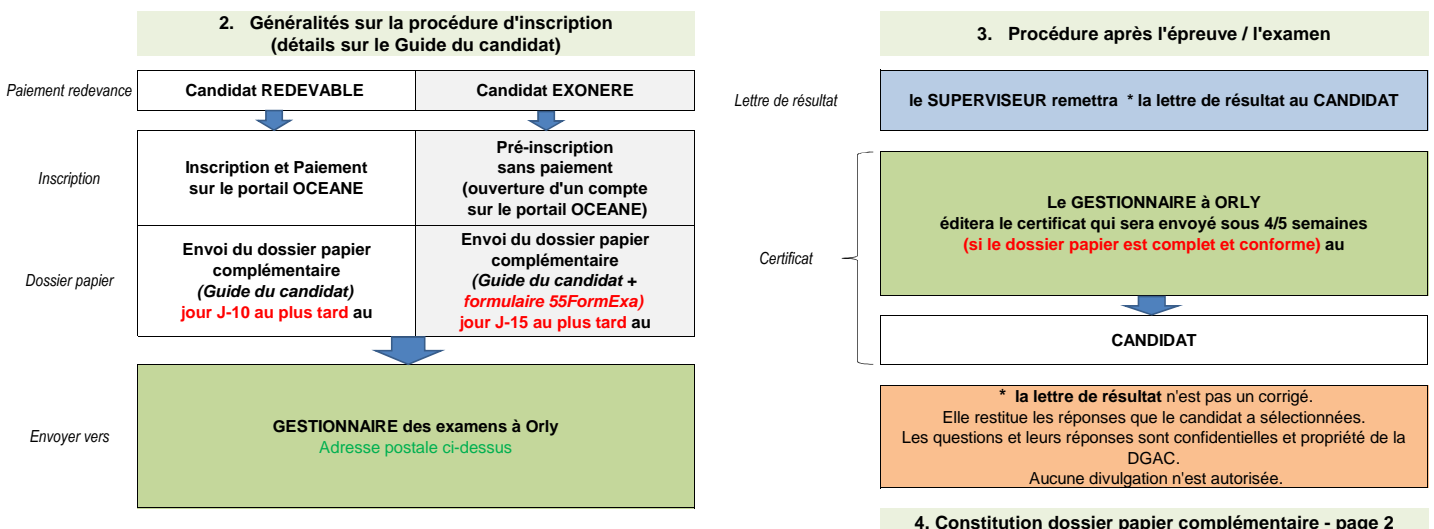 2. Généralités sur la procédure d'inscription
(détails sur le Guide du candidat)
Paiement redevance
Candidat REDEVABLE
Candidat EXONERE
Inscription
Inscription et Paiement
sur le portail OCEANE
Pré-inscription
sans paiement
(ouverture d'un compte
sur le portail OCEANE)
Dossier papier
Envoi du dossier papier
complémentaire
(Guide du candidat)
jour J-10 au plus tard au
Envoi du dossier papier
complémentaire
(Guide du candidat +
formulaire 55FormExa)
jour J-15 au plus tard au
Envoyer vers
GESTIONNAIRE des examens à Orly
Adresse postale ci-dessus
3. Procédure après l'épreuve / l'examen
Lettre de résultat
le SUPERVISEUR remettra * la lettre de résultat au CANDIDAT
Certificat
Le GESTIONNAIRE à ORLY
éditera le certificat qui sera envoyé sous 4/5 semaines
(si le dossier papier est complet et conforme) au
CANDIDAT
* la lettre de résultat n'est pas un corrigé.
Elle restitue les réponses que le candidat a sélectionnées.
Les questions et leurs réponses sont confidentielles et propriété de la
DGAC.
Aucune divulgation n'est autorisée.
4. Constitution dossier papier complémentaire - page 2